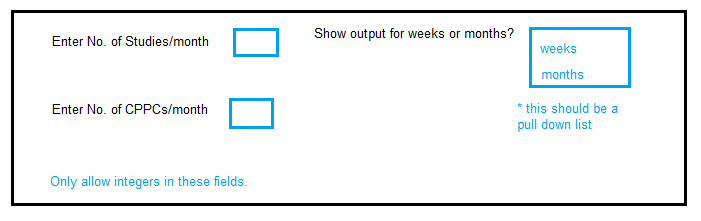 Enter No. of Studies/month
Show output for weeks or months?
weeks
months
Enter No. of CPPCs/month
* this should be a
pull down list
Only allow integers in these fields.